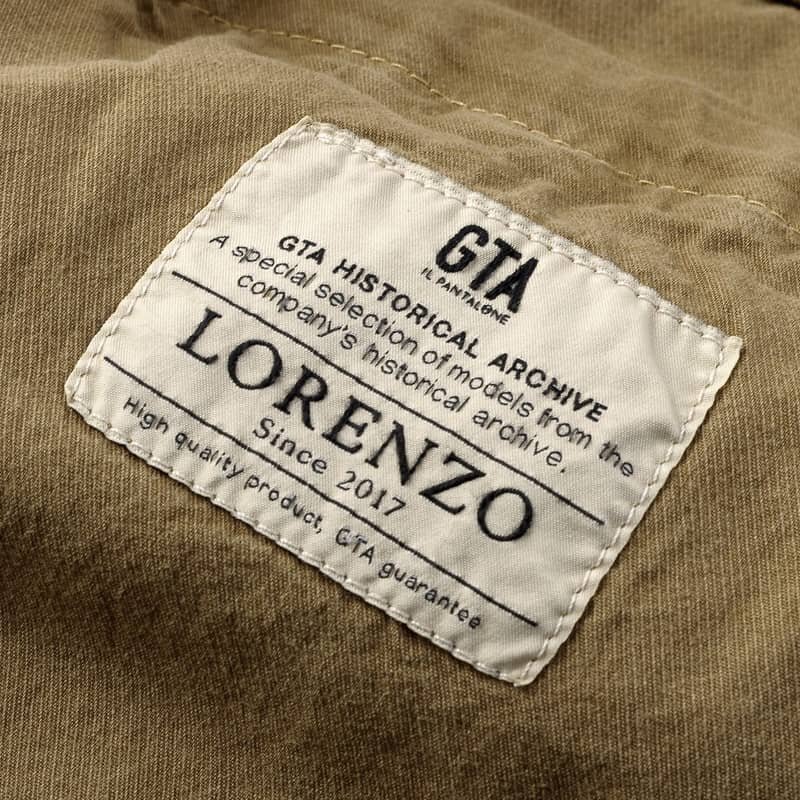 GTA
IL PANTALONE
GTA HISTORICAL ARCHIVE
A special selection of models from the
company's historical archive.
LORENZO
Since 2017
High quality product, GTA guarantee